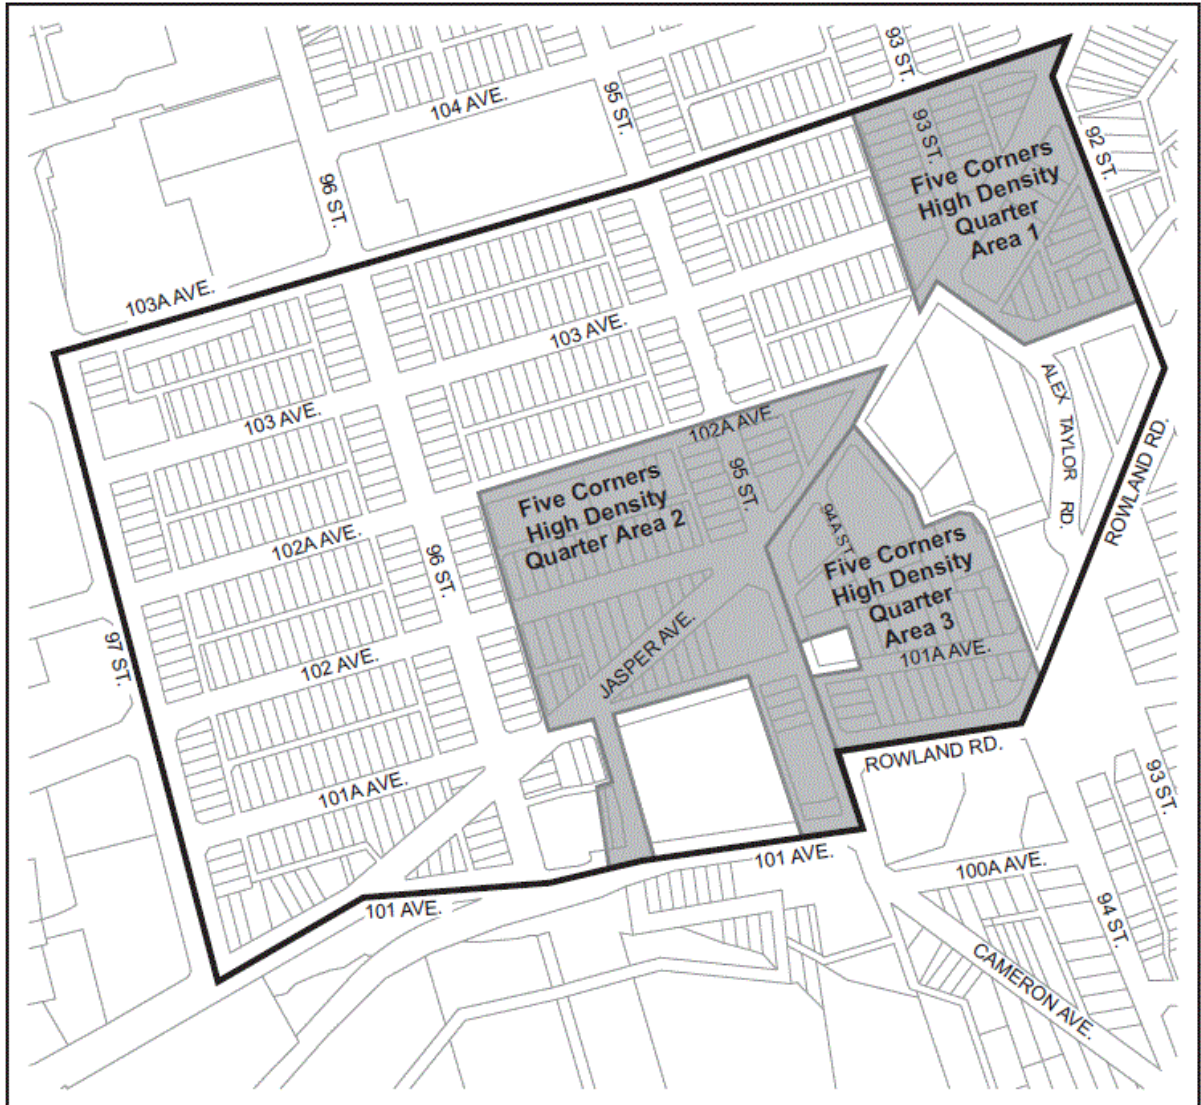 93 ST.
104 AVE.
95 ST.
92 ST.
93 ST.
Five Corners
High Density
Quarter
Area 1
96 ST.
103A AVE.
103 AVE.
ALEX TAYLOR RD.
103 AVE.
102A AVE.
ROWLAND RD.
95 ST.
Five Corners
High Density
Quarter Area 2
94A ST.
102A AVE.
96 ST.
Five Corners
High Density
Quarter
Area 3
97 ST.
102 AVE.
JASPER AVE.
101A AVE.
ROWLAND RD.
101A AVE.
93 ST.
101 AVE.
100A AVE.
101 AVE.
94 ST.
CAMERON AVE.